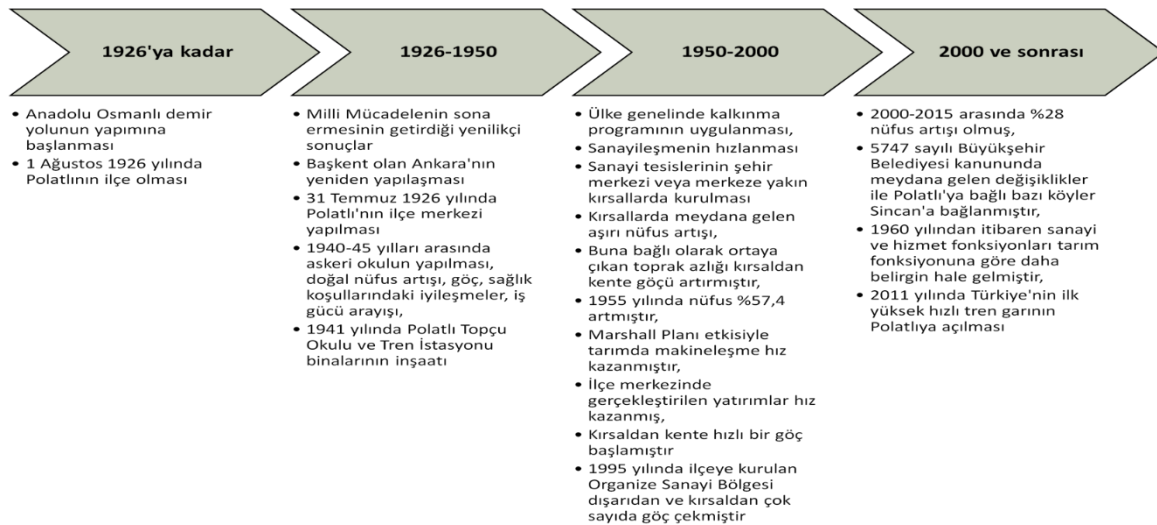 1926'ya kadar
• Anadolu Osmanlı demir
yolunun yapımına
başlanması
• 1 Ağustos 1926 yılında
Polatlının ilçe olması
1926-1950
• Milli Mücadelenin sona
ermesinin getirdiği yenilikçi
sonuçlar
• Başkent olan Ankara'nın
yeniden yapılaşması
• 31 Temmuz 1926 yılında
Polatlı'nın ilçe merkezi
yapılması
• 1940-45 yılları arasında
askeri okulun yapılması,
doğal nüfus artışı, göç, sağlık
koşullarındaki iyileşmeler, iş
gücü arayışı,
• 1941 yılında Polatlı Topçu
Okulu ve Tren İstasyonu
binalarının inşaatı
1950-2000
• Ülke genelinde kalkınma
programının uygulanması,
• Sanayileşmenin hızlanması
• Sanayi tesislerinin şehir
merkezi veya merkeze yakın
kırsallarda kurulması
• Kırsallarda meydana gelen
aşırı nüfus artışı,
• Buna bağlı olarak ortaya
çıkan toprak azlığı kırsaldan
kente göçü artırmıştır,
• 1955 yılında nüfus %57,4
artmıştır,
• Marshall Planı etkisiyle
tarımda makineleşme hız
kazanmıştır,
• İlçe merkezinde
gerçekleştirilen yatırımlar hız
kazanmış,
• Kırsaldan kente hızlı bir göç
başlamıştır
• 1995 yılında ilçeye kurulan
Organize Sanayi Bölgesi
dışarıdan ve kırsaldan çok
sayıda göç çekmiştir
2000 ve sonrası
• 2000-2015 arasında %28
nüfus artışı olmuş,
• 5747 sayılı Büyükşehir
Belediyesi kanununda
meydana gelen değişiklikler
ile Polatlı'ya bağlı bazı köyler
Sincan'a bağlanmıştır,
• 1960 yılından itibaren sanayi
ve hizmet fonksiyonları tarım
fonksiyonuna göre daha
belirgin hale gelmiştir,
• 2011 yılında Türkiye'nin ilk
yüksek hızlı tren garının
Polatlıya açılması